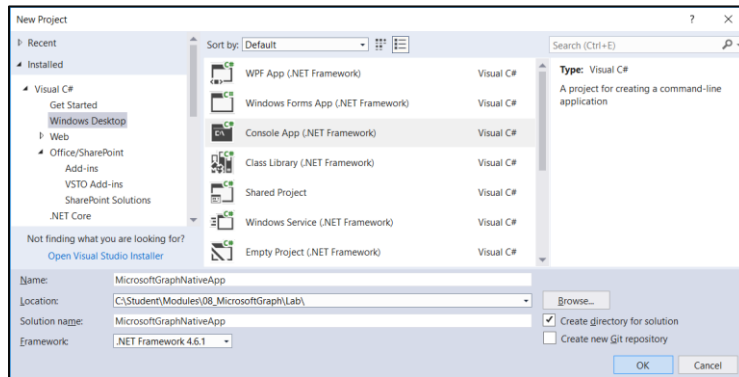 New Project
? ×
Recent
Installed
Visual C#
Get Started
Windows Desktop
Web
Office/SharePoint
Add-ins
VSTO Add-ins
SharePoint Solutions
.NET Core
Not finding what you are looking for?
Open Visual Studio Installer
Sort by: Default
WPF App (.NET Framework) Visual C#
Windows Forms App (.NET Framework) Visual C#
Console App (.NET Framework) Visual C#
Class Library (.NET Framework) Visual C#
Shared Project Visual C#
Windows Service (.NET Framework) Visual C#
Empty Project (.NET Framework) Visual C#
Search (Ctrl+E)
Type: Visual C#
A project for creating a command-line
application
Name: MicrosoftGraphNativeApp
Location: C:\Student\Modules\08_MicrosoftGraph\Lab\ Browse...
Solution name: MicrosoftGraphNativeApp
Create directory for solution
Framework: .NET Framework 4.6.1
Create new Git repository
OK Cancel